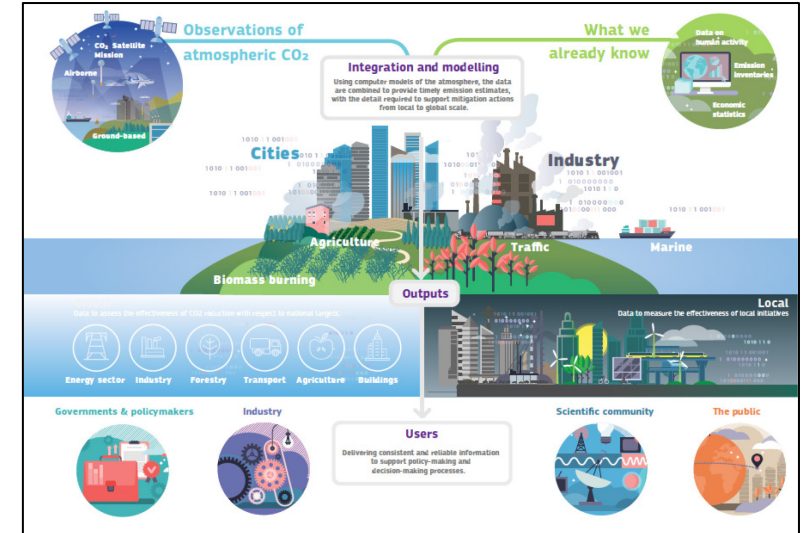 Observations of
atmospheric CO₂
What we
already know
CO₂ Satellite
Mission
Airborne
Ground-based
Integration and modelling
Using computer models of the atmosphere, the data
are combined to provide timely emission estimates,
with the detail required to support mitigation actions
from local to global scale.
Data on
human activity
Emission
inventories
Economic
statistics
Cities
Industry
Agriculture
Traffic
Marine
Biomass burning
Outputs
Data to assess the effectiveness of CO2 reduction with respect to national targets
Energy sector
Industry
Forestry
Transport
Agriculture
Buildings
Local
Data to measure the effectiveness of local initiatives
Governments & policymakers
Industry
Users
Delivering consistent and reliable information
to support policy-making and
decision-making processes.
Scientific community
The public